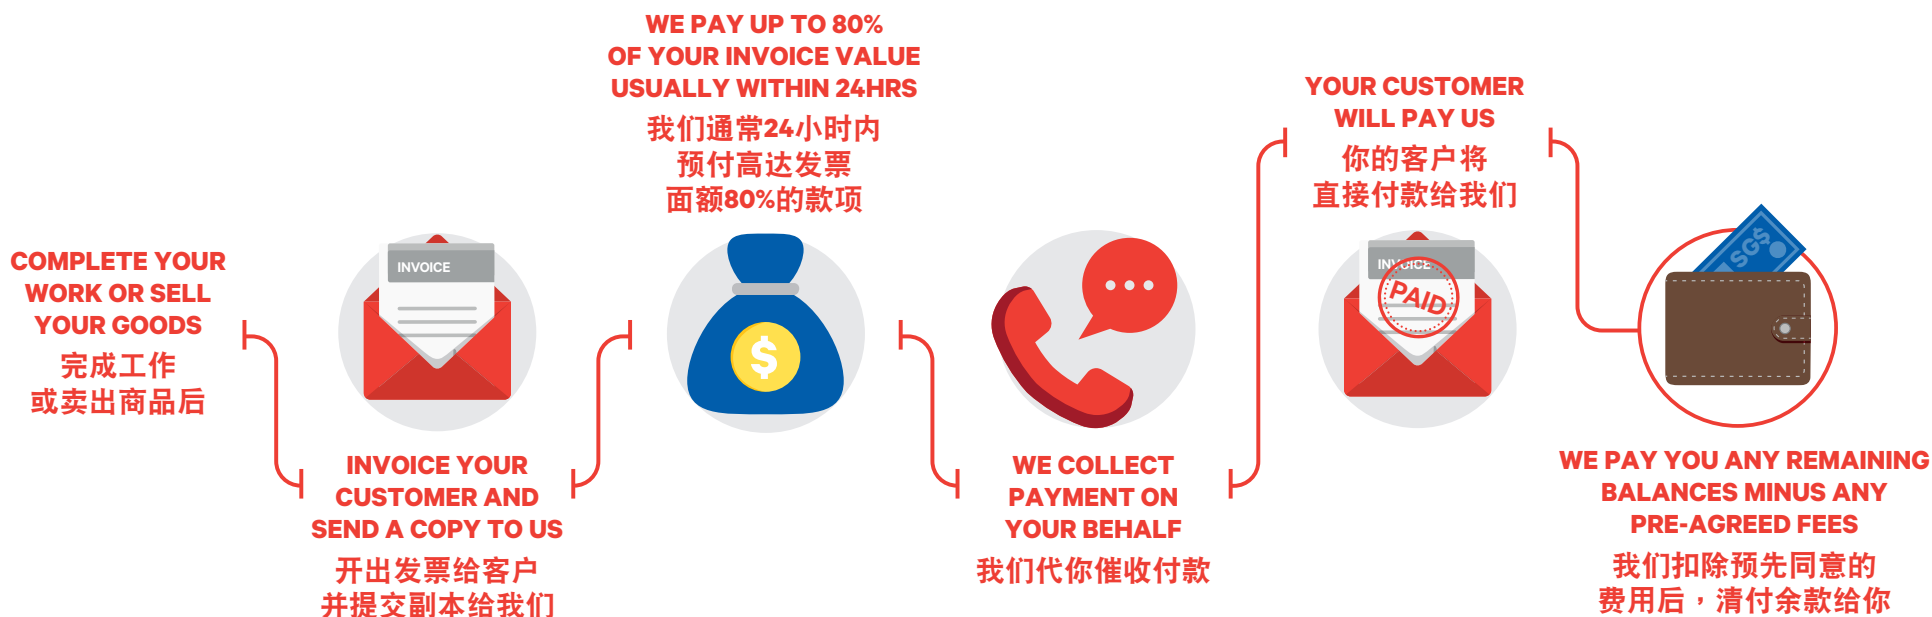 COMPLETE YOUR
WORK OR SELL
YOUR GOODS
完成工作
或卖出商品后
INVOICE
INVOICE YOUR
CUSTOMER AND
SEND A COPY TO US
开出发票给客户
并提交副本给我们
WE PAY UP TO 80%
OF YOUR INVOICE VALUE
USUALLY WITHIN 24HRS
我们通常24小时内
预付高达发票
面额80%的款项
$
WE COLLECT
PAYMENT ON
YOUR BEHALF
我们代你催收付款
YOUR CUSTOMER
WILL PAY US
你的客户将
直接付款给我们
INVOICE
PAID
SG$
WE PAY YOU ANY REMAINING
BALANCES MINUS ANY
PRE-AGREED FEES
我们扣除预先同意的
费用后，清付余款给你